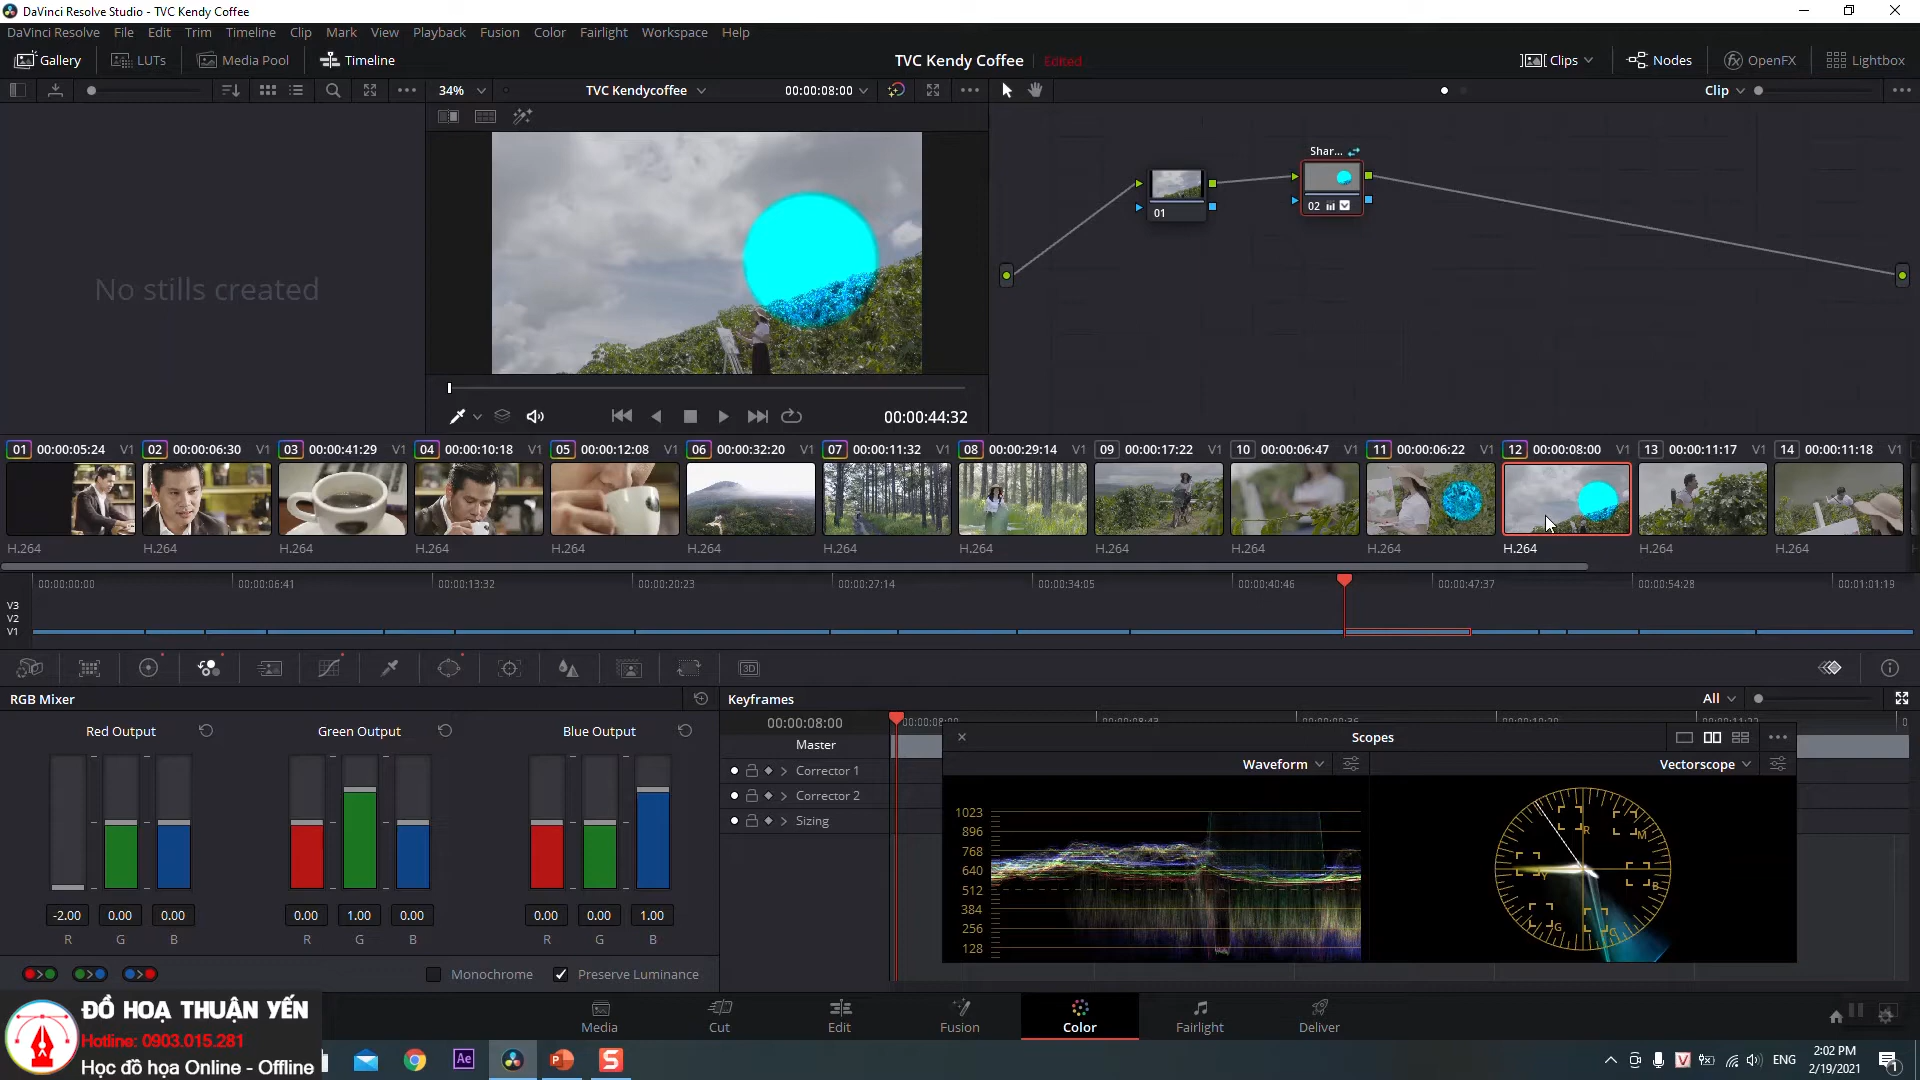 DaVinci Resolve Studio - TVC Kendy Coffee
DaVinci Resolve File Edit Trim Timeline Clip Mark View Playback Fusion Color Fairlight Workspace Help
Gallery LUTs Media Pool Timeline TVC Kendy Coffee Edited Clips Nodes OpenFX Lightbox
34% TVC Kendycoffee 00:00:08:00 Clip
No stills created
Shar...
01
02
00:00:44:32
01 00:00:05:24 V1 02 00:00:06:30 V1 03 00:00:41:29 V1 04 00:00:10:18 V1 05 00:00:12:08 V1 06 00:00:32:20 V1 07 00:00:11:32 V1 08 00:00:29:14 V1 09 00:00:17:22 V1 10 00:00:06:47 V1 11 00:00:06:22 V1 12 00:00:08:00 V1 13 00:00:11:17 V1 14 00:00:11:18 V1
H.264 H.264 H.264 H.264 H.264 H.264 H.264 H.264 H.264 H.264 H.264 H.264 H.264 H.264
00:00:00:00 00:00:06:41 00:00:13:32 00:00:20:23 00:00:27:14 00:00:34:05 00:00:40:46 00:00:47:37 00:00:54:28 00:01:01:19
V3
V2
V1
3D
RGB Mixer
Red Output Green Output Blue Output
-2.00 0.00 0.00 0.00 1.00 0.00 0.00 0.00 1.00
R G B R G B R G B
Monochrome Preserve Luminance
Keyframes All
00:00:08:00
Master
Corrector 1
Corrector 2
Sizing
Scopes
Waveform Vectorscope
1023
896
768
640
512
384
256
128
R
M
Y
B
G
C
Media Cut Edit Fusion Color Fairlight Deliver
ĐỒ HỌA THUẬN YẾN
Hotline: 0903.015.281
Học đồ họa Online - Offline
Ae
ENG
2:02 PM
2/19/2021
1